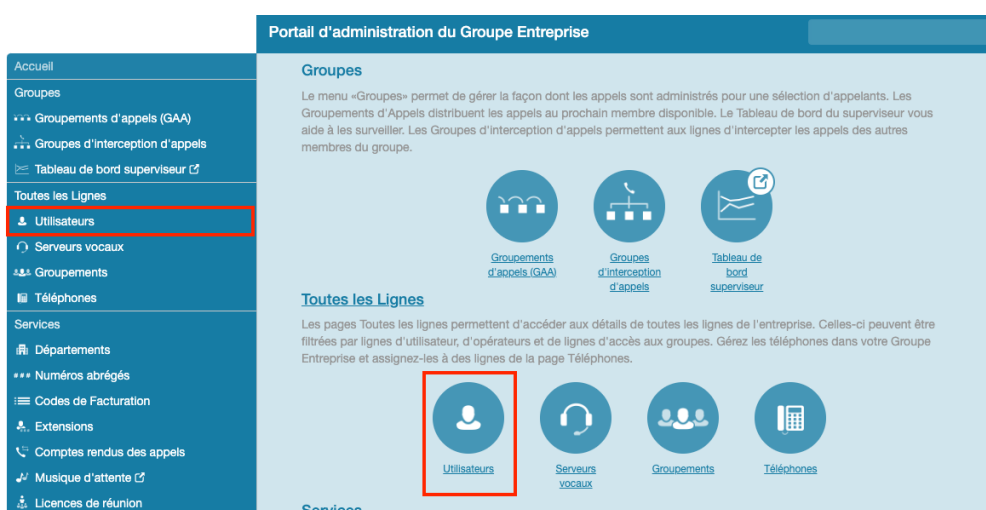 Portail d'administration du Groupe Entreprise
Accueil
Groupes
Groupements d'appels (GAA)
Groupes d'interception d'appels
Tableau de bord superviseur
Toutes les Lignes
Utilisateurs
Serveurs vocaux
Groupements
Téléphones
Services
Départements
Numéros abrégés
Codes de Facturation
Extensions
Comptes rendus des appels
Musique d'attente
Licences de réunion
Groupes
Le menu «Groupes» permet de gérer la façon dont les appels sont administrés pour une sélection d'appelants. Les
Groupements d'Appels distribuent les appels au prochain membre disponible. Le Tableau de bord du superviseur vous
aide à les surveiller. Les Groupes d'interception d'appels permettent aux lignes d'intercepter les appels des autres
membres du groupe.
Groupements
d'appels (GAA)
Groupes
d'interception
d'appels
Tableau de
bord
superviseur
Toutes les Lignes
Les pages Toutes les lignes permettent d'accéder aux détails de toutes les lignes de l'entreprise. Celles-ci peuvent être
filtrées par lignes d'utilisateur, d'opérateurs et de lignes d'accès aux groupes. Gérez les téléphones dans votre Groupe
Entreprise et assignez-les à des lignes de la page Téléphones.
Utilisateurs
Serveurs
vocaux
Groupements
Téléphones
Services